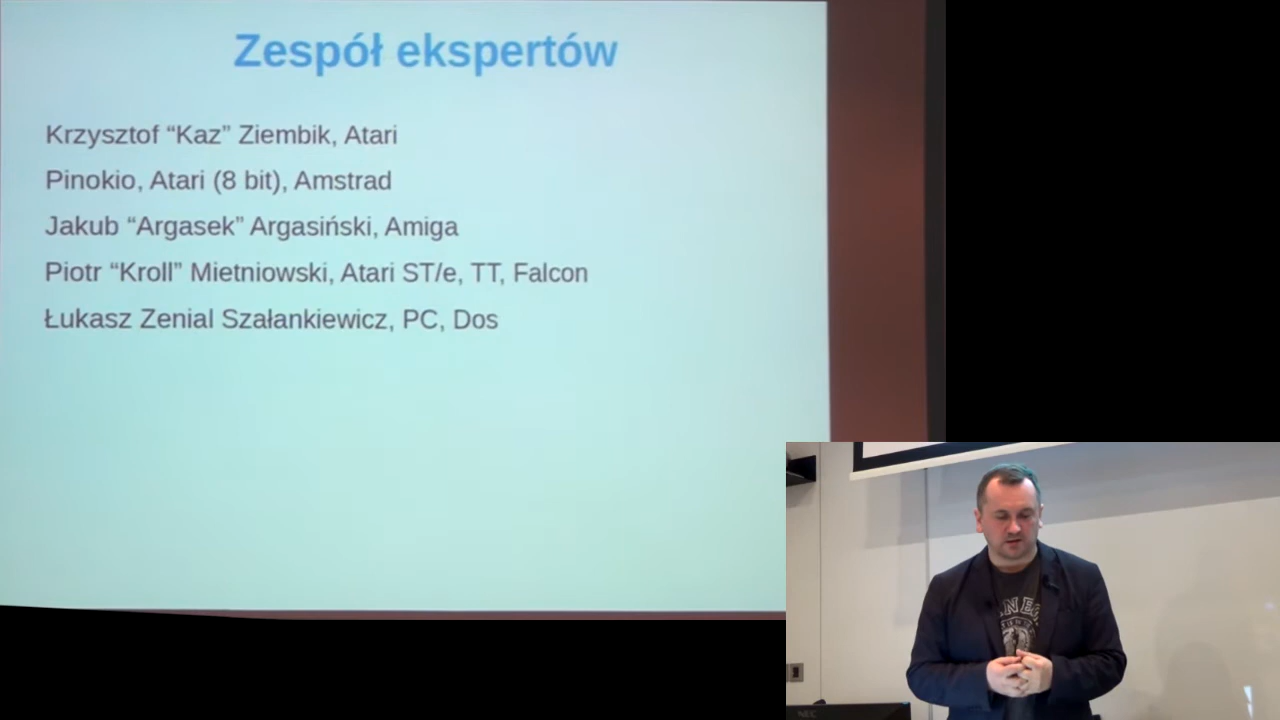 Zespół ekspertów
Krzysztof “Kaz” Ziembik, Atari
Pinokio, Atari (8 bit), Amstrad
Jakub “Argasek” Argasiński, Amiga
Piotr “Kroll” Mietniowski, Atari ST/e, TT, Falcon
Łukasz Zenial Szałankiewicz, PC, Dos
NEC